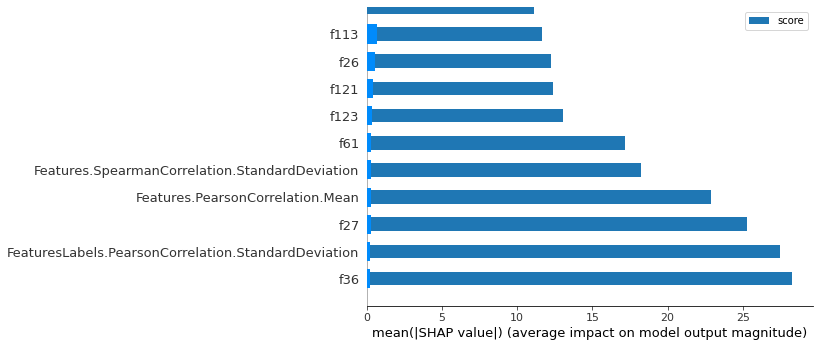 score
f113
f26
f121
f123
f61
Features.SpearmanCorrelation.StandardDeviation
Features.PearsonCorrelation.Mean
f27
FeaturesLabels.PearsonCorrelation.StandardDeviation
f36
0 5 10 15 20 25
mean(|SHAP value|) (average impact on model output magnitude)